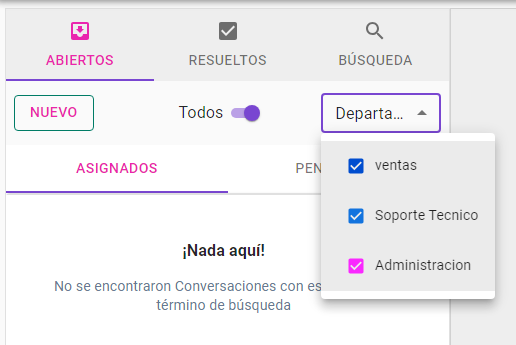 ABIERTOS
RESUELTOS
BÚSQUEDA
NUEVO
Todos
Departa...
ASIGNADOS
PEN
ventas
Soporte Tecnico
Administracion
¡Nada aquí!
No se encontraron Conversaciones con es
término de búsqueda